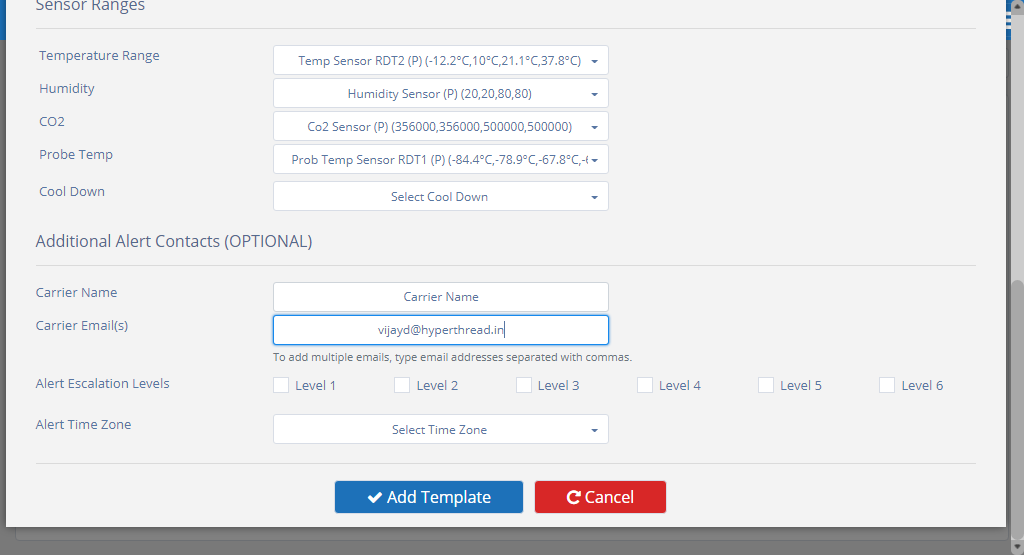 Sensor Ranges
Temperature Range
Temp Sensor RDT2 (P) (-12.2°C,10°C,21.1°C,37.8°C)
Humidity
Humidity Sensor (P) (20,20,80,80)
CO2
Co2 Sensor (P) (356000,356000,500000,500000)
Probe Temp
Prob Temp Sensor RDT1 (P) (-84.4°C,-78.9°C,-67.8°C,-
Cool Down
Select Cool Down
Additional Alert Contacts (OPTIONAL)
Carrier Name
Carrier Name
Carrier Email(s)
vijayd@hyperthread.in
To add multiple emails, type email addresses separated with commas.
Alert Escalation Levels
Level 1 Level 2 Level 3 Level 4 Level 5 Level 6
Alert Time Zone
Select Time Zone
Add Template Cancel